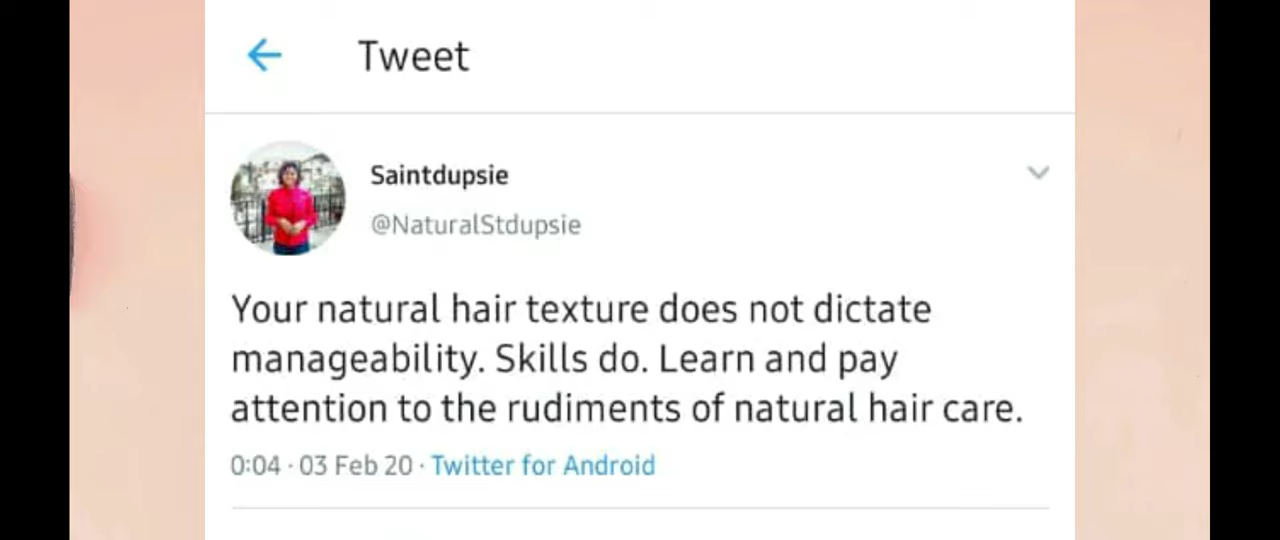 Tweet
Saintdupsie
@NaturalStdupsie
Your natural hair texture does not dictate
manageability. Skills do. Learn and pay
attention to the rudiments of natural hair care.
0:04 · 03 Feb 20 · Twitter for Android